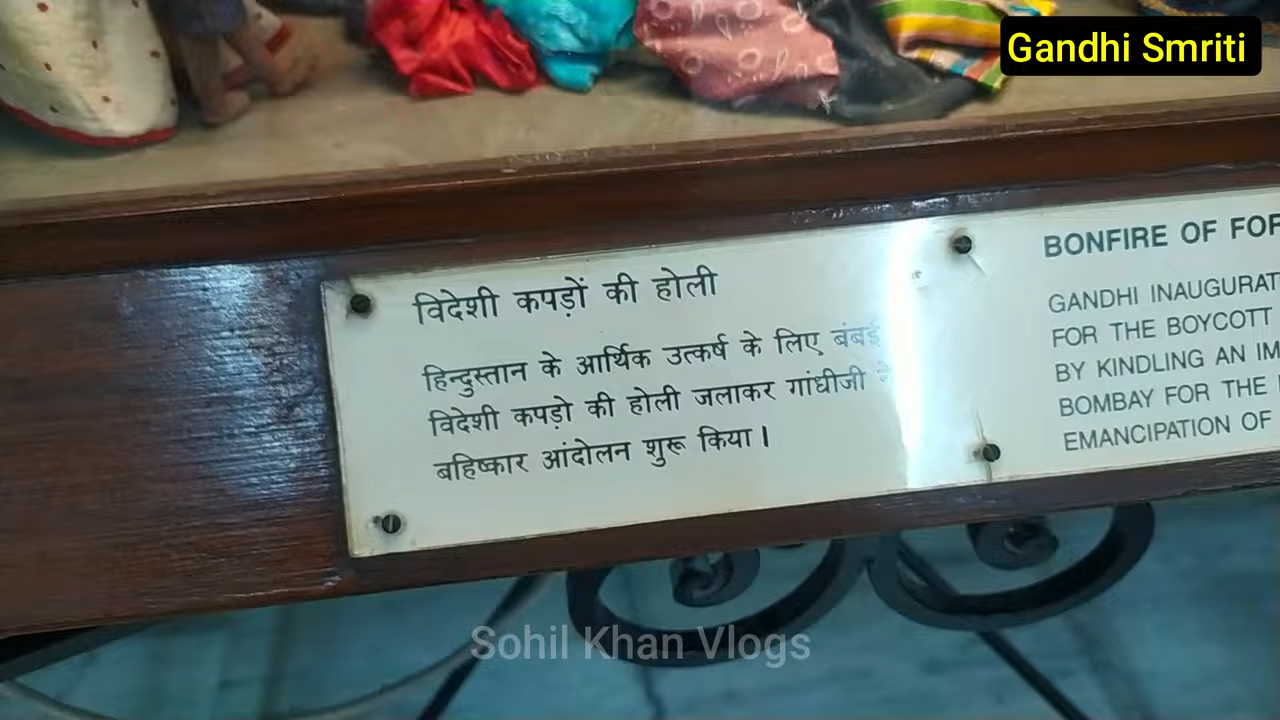 Gandhi Smriti
विदेशी कपड़ों की होली
हिन्दुस्तान के आर्थिक उत्कर्ष के लिए बंबई
विदेशी कपड़ो की होली जलाकर गांधीजी
बहिष्कार आंदोलन शुरू किया।
BONFIRE OF FOR
GANDHI INAUGURAT
FOR THE BOYCOTT
BY KINDLING AN IM
BOMBAY FOR THE
EMANCIPATION OF
Sohil Khan Vlogs